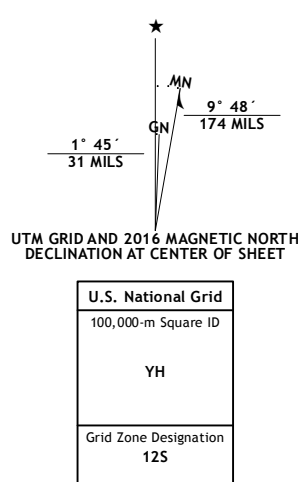 MN
GN
9° 48´
174 MILS
1° 45´
31 MILS
UTM GRID AND 2016 MAGNETIC NORTH
DECLINATION AT CENTER OF SHEET
U.S. National Grid
100,000-m Square ID
YH
Grid Zone Designation
12S